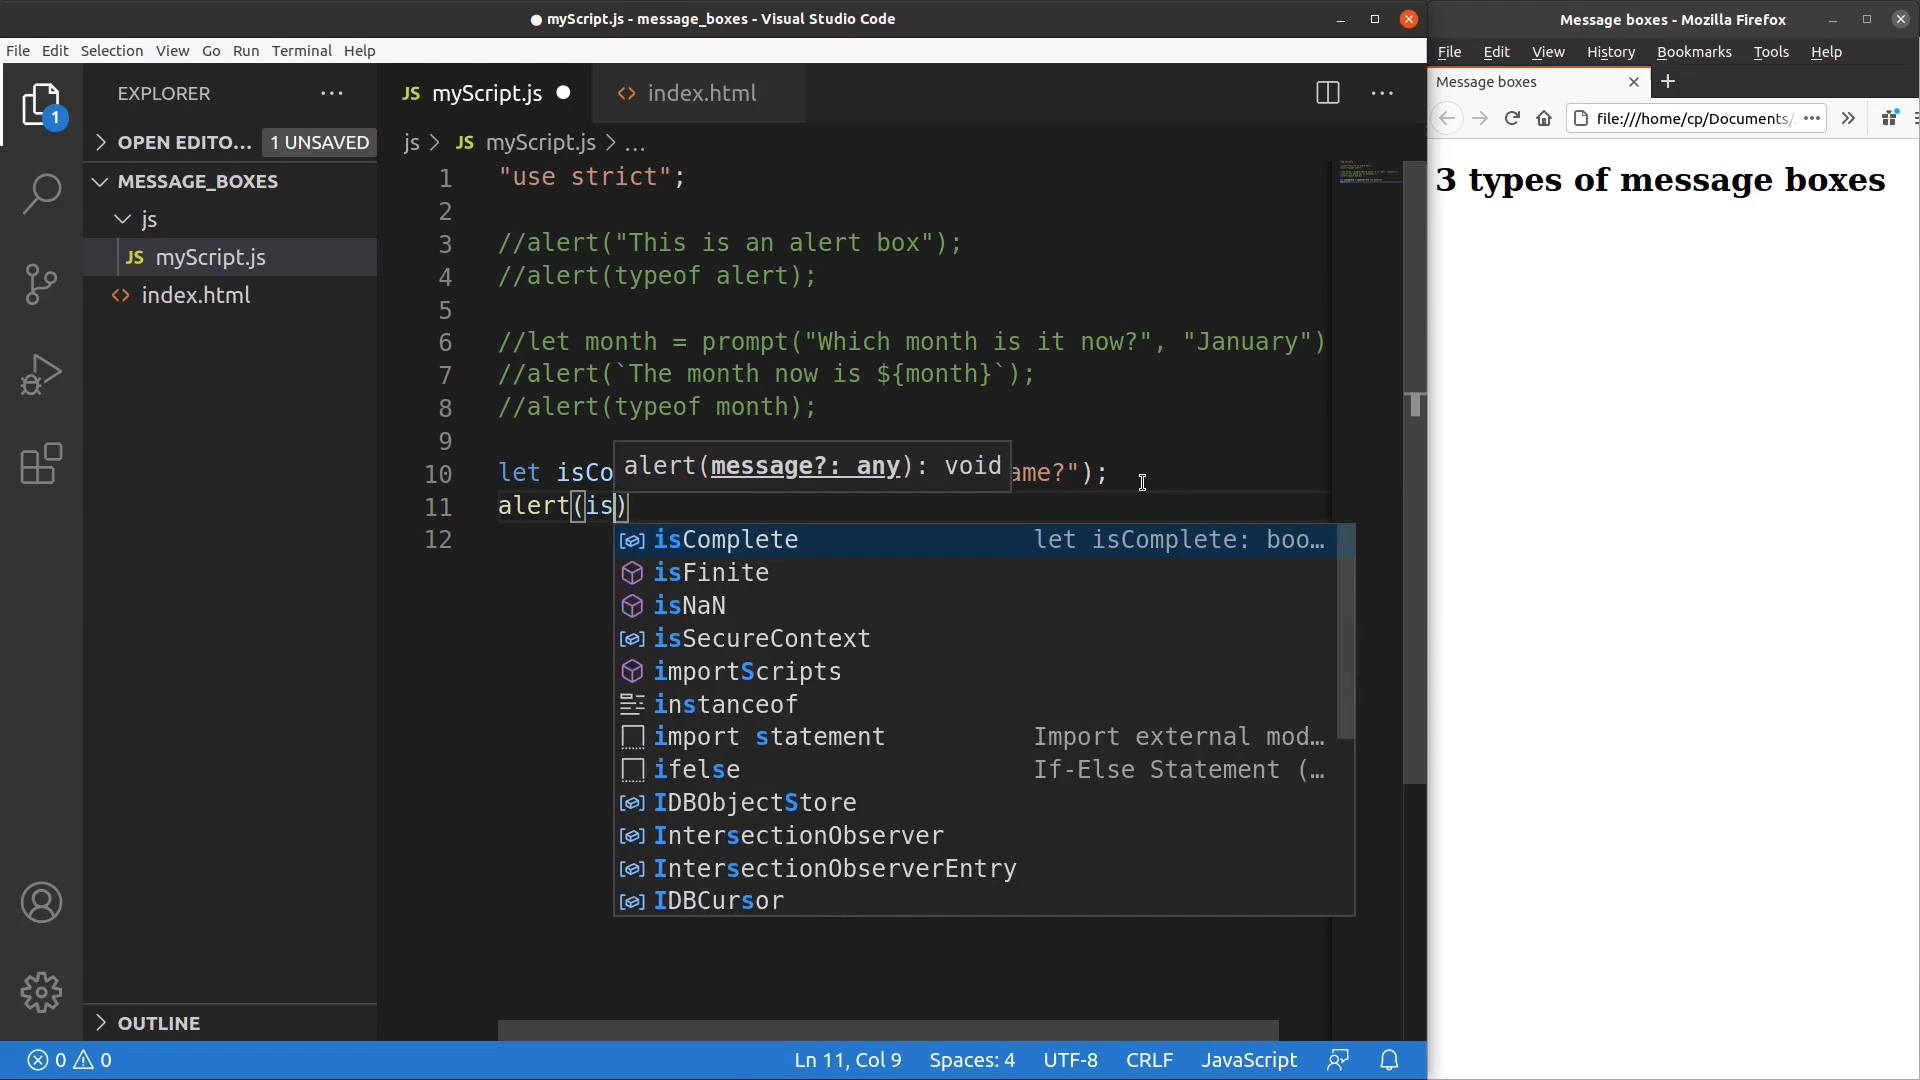 myScript.js - message_boxes - Visual Studio Code
File Edit Selection View Go Run Terminal Help
1
EXPLORER
OPEN EDITO... 1 UNSAVED
MESSAGE_BOXES
js
JS myScript.js
index.html
OUTLINE
JS myScript.js
index.html
js > JS myScript.js > ...
1 "use strict";
2
3 //alert("This is an alert box");
4 //alert(typeof alert);
5
6 //let month = prompt("Which month is it now?", "January")
7 //alert(`The month now is ${month}`);
8 //alert(typeof month);
9
alert(message?: any): void
10 let isCo ame?");
11 alert(is)
12
isComplete let isComplete: boo...
isFinite
isNaN
isSecureContext
importScripts
instanceof
import statement Import external mod...
ifelse If-Else Statement (...
IDBObjectStore
IntersectionObserver
IntersectionObserverEntry
IDBCursor
0 0
Ln 11, Col 9 Spaces: 4 UTF-8 CRLF JavaScript
Message boxes - Mozilla Firefox
File Edit View History Bookmarks Tools Help
Message boxes
file:///home/cp/Documents/
3 types of message boxes